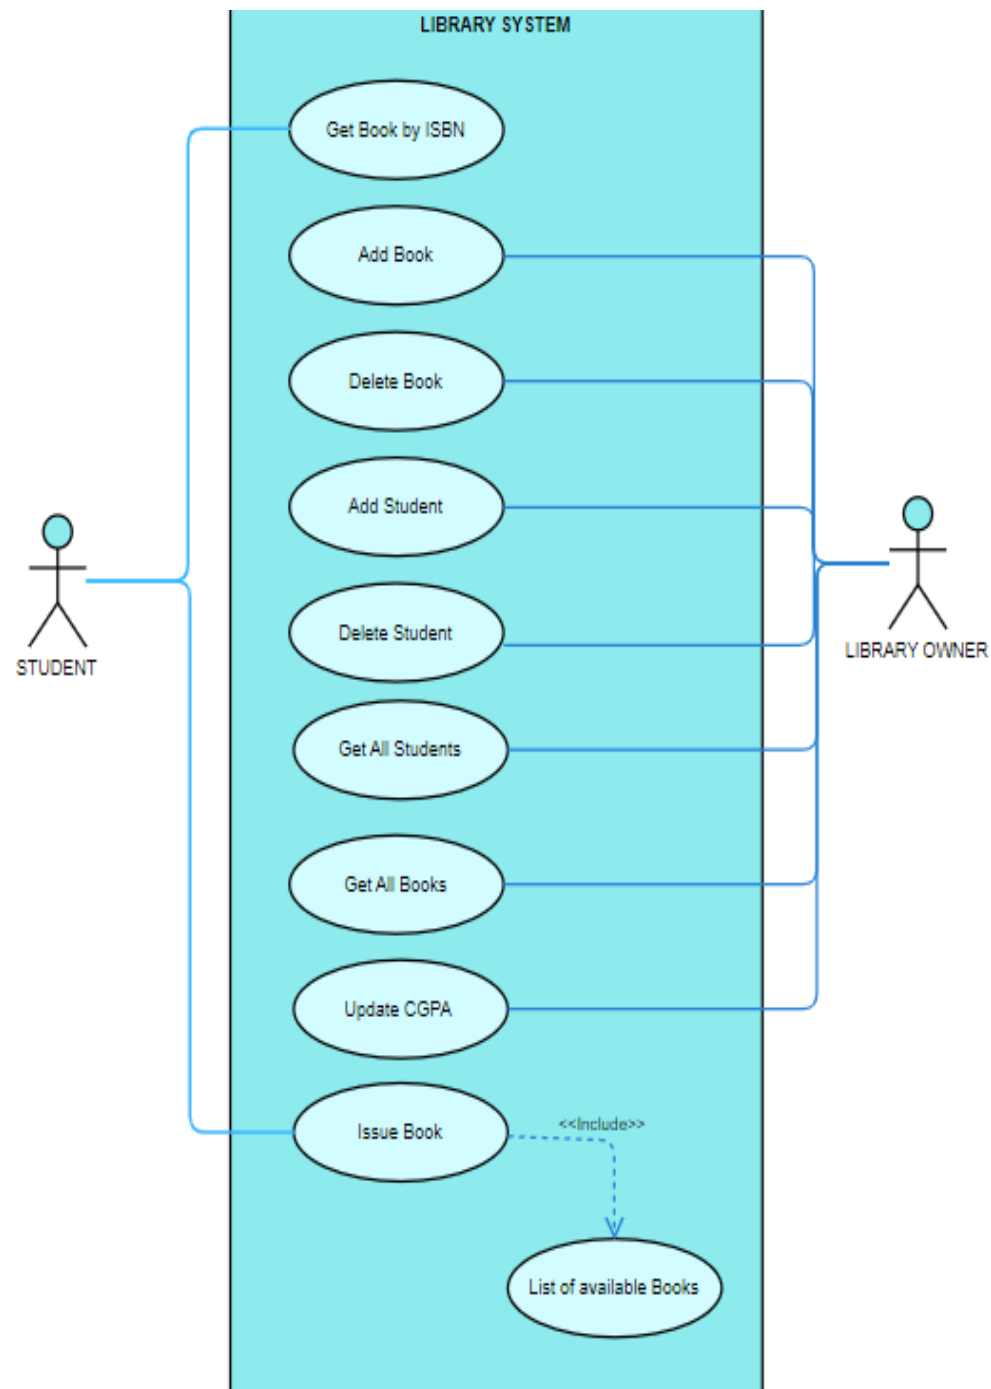 LIBRARY SYSTEM
Get Book by ISBN
Add Book
Delete Book
Add Student
Delete Student
STUDENT
LIBRARY OWNER
Get All Students
Get All Books
Update CGPA
Issue Book
<<Include>>
List of available Books